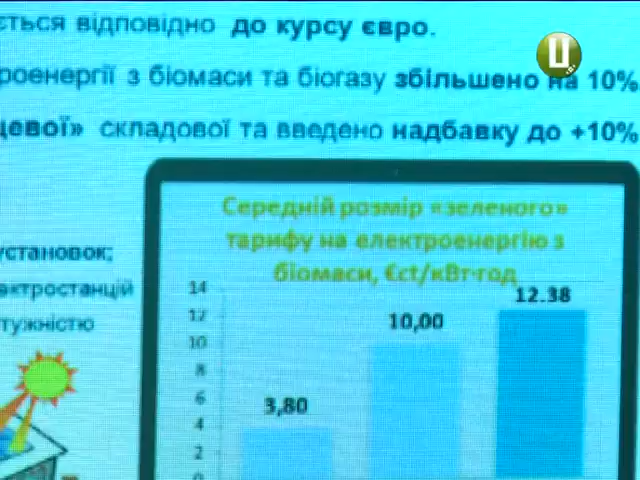 ється відповідно до курсу євро.
роенергії з біомаси та біогазу збільшено на 10%
цевої» складової та введено надбавку до +10%
установок;
ектростанцій
тужністю
Середній розмір «зеленого»
тарифу на електроенергію з
біомаси, €ct/кВт·год
14
12
10
8
6
4
2
0
3,80
10,00
12.38
Ц